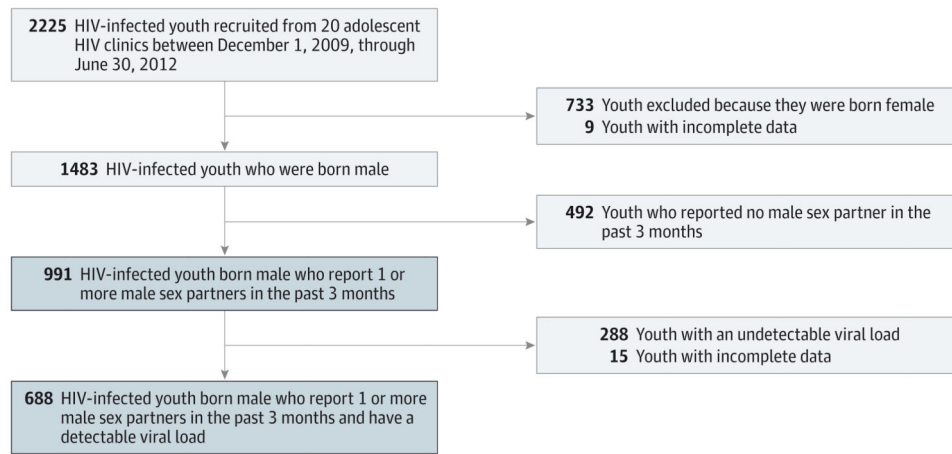 2225 HIV-infected youth recruited from 20 adolescent
HIV clinics between December 1, 2009, through
June 30, 2012
733 Youth excluded because they were born female
9 Youth with incomplete data
1483 HIV-infected youth who were born male
492 Youth who reported no male sex partner in the
past 3 months
991 HIV-infected youth born male who report 1 or
more male sex partners in the past 3 months
288 Youth with an undetectable viral load
15 Youth with incomplete data
688 HIV-infected youth born male who report 1 or more
male sex partners in the past 3 months and have a
detectable viral load